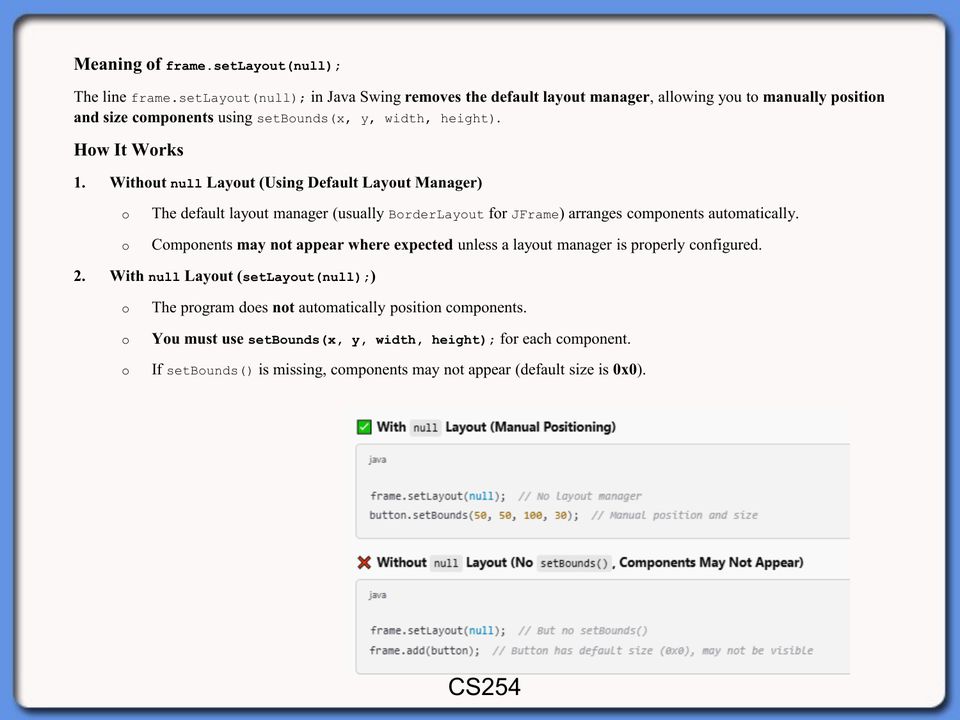 Meaning of frame.setLayout(null);
The line frame.setLayout(null); in Java Swing removes the default layout manager, allowing you to manually position
and size components using setBounds(x, y, width, height).
How It Works
1. Without null Layout (Using Default Layout Manager)
o The default layout manager (usually BorderLayout for JFrame) arranges components automatically.
o Components may not appear where expected unless a layout manager is properly configured.
2. With null Layout (setLayout(null);)
o The program does not automatically position components.
o You must use setBounds(x, y, width, height); for each component.
o If setBounds() is missing, components may not appear (default size is 0x0).
✅ With null Layout (Manual Positioning)
java
frame.setLayout(null); // No layout manager
button.setBounds(50, 50, 100, 30); // Manual position and size
❌ Without null Layout (No setBounds(), Components May Not Appear)
java
frame.setLayout(null); // But no setBounds()
frame.add(button); // Button has default size (0x0), may not be visible
CS254